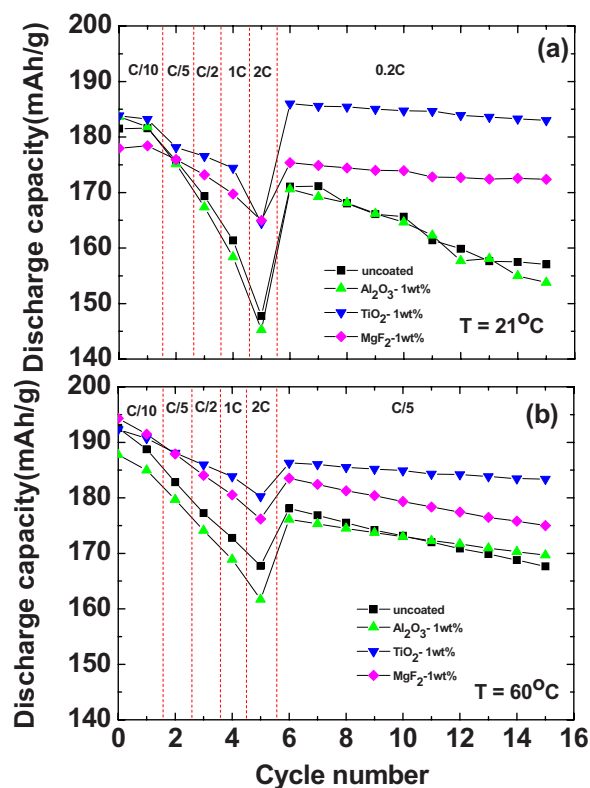 200
190
180
170
160
150
140
Discharge capacity(mAh/g)
(a)
C/10 C/5 C/2 1C 2C 0.2C
uncoated
Al₂O₃- 1wt%
TiO₂- 1wt%
MgF₂-1wt%
T = 21°C
200
190
180
170
160
150
140
Discharge capacity(mAh/g)
(b)
C/10 C/5 C/2 1C 2C C/5
uncoated
Al₂O₃- 1wt%
TiO₂- 1wt%
MgF₂-1wt%
T = 60°C
0 2 4 6 8 10 12 14 16
Cycle number